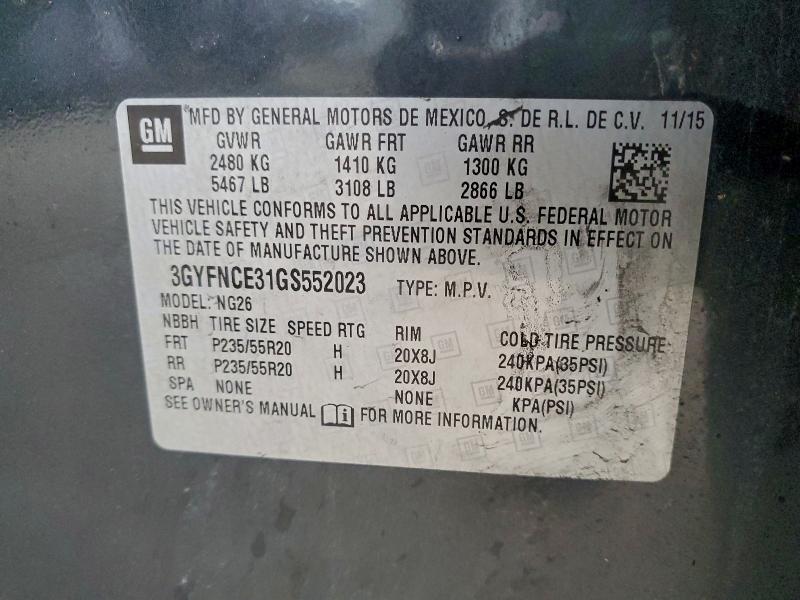 GM MFD BY GENERAL MOTORS DE MEXICO, S. DE R.L. DE C.V. 11/15
GVWR GAWR FRT GAWR RR
2480 KG 1410 KG 1300 KG
5467 LB 3108 LB 2866 LB
THIS VEHICLE CONFORMS TO ALL APPLICABLE U.S. FEDERAL MOTOR
VEHICLE SAFETY AND THEFT PREVENTION STANDARDS IN EFFECT ON
THE DATE OF MANUFACTURE SHOWN ABOVE.
3GYFNCE31GS552023 TYPE: M.P.V.
MODEL: NG26
NBBH TIRE SIZE SPEED RTG RIM COLD TIRE PRESSURE
FRT P235/55R20 H 20X8J 240KPA(35PSI)
RR P235/55R20 H 20X8J 240KPA(35PSI)
SPA NONE NONE KPA(PSI)
SEE OWNER'S MANUAL FOR MORE INFORMATION.